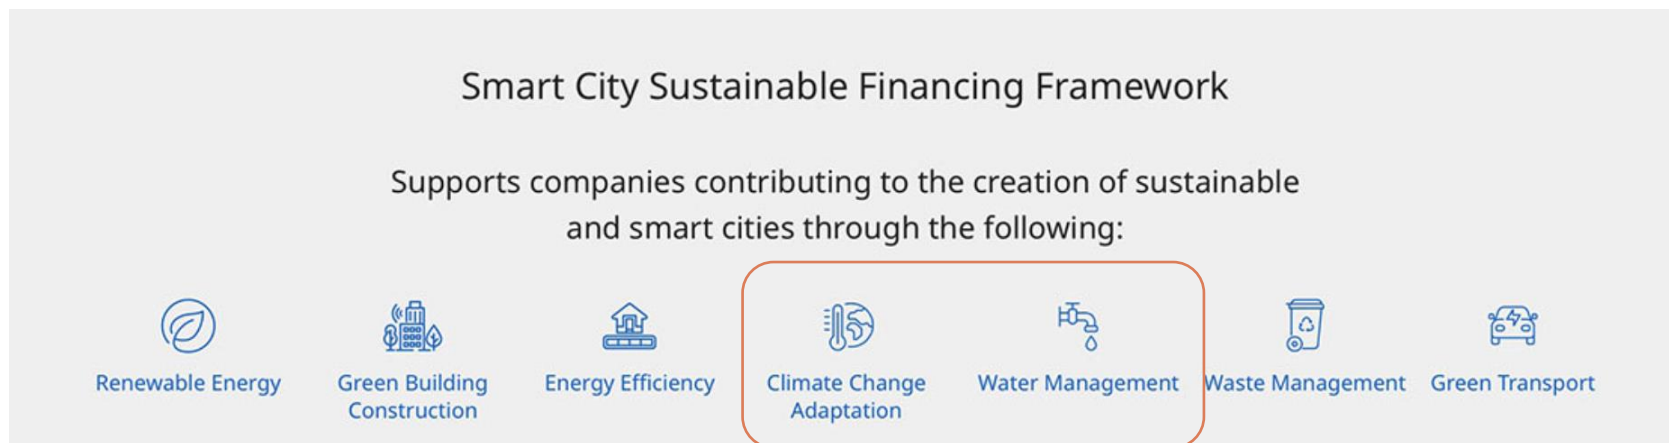 Smart City Sustainable Financing Framework
Supports companies contributing to the creation of sustainable
and smart cities through the following:
Renewable Energy
Green Building
Construction
Energy Efficiency
Climate Change
Adaptation
Water Management
Waste Management
Green Transport